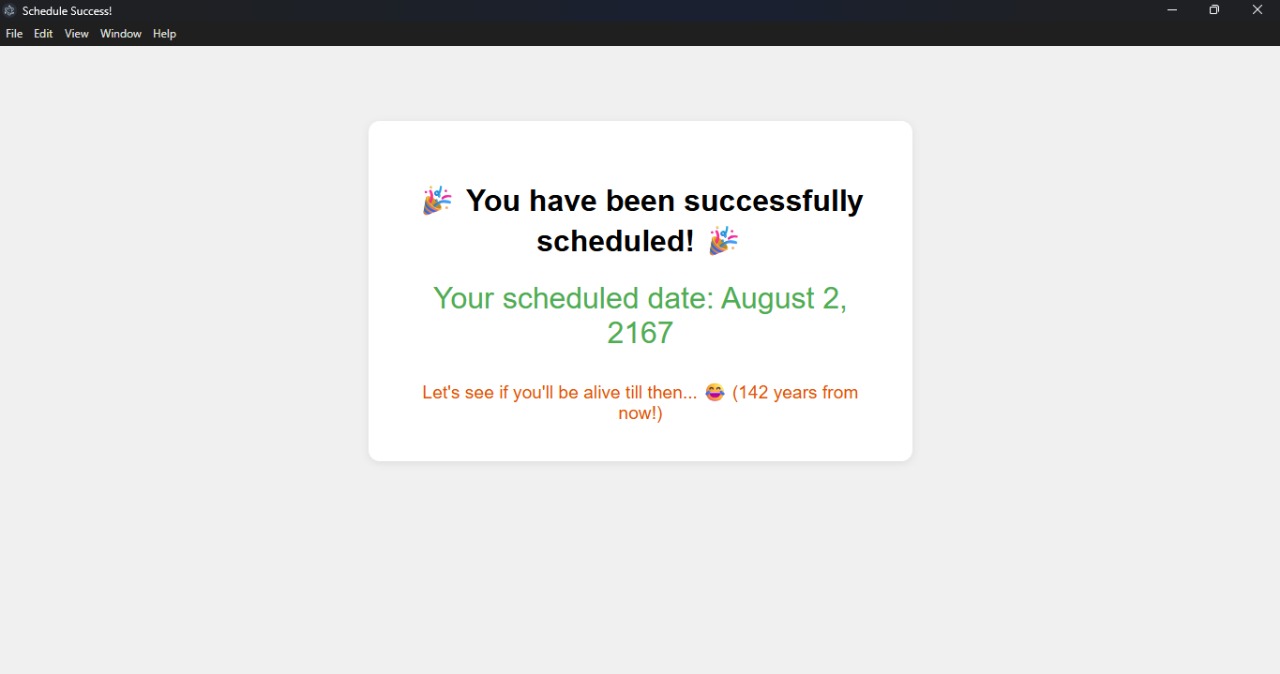 Schedule Success!
File Edit View Window Help
🎉 You have been successfully
scheduled! 🎉
Your scheduled date: August 2,
2167
Let's see if you'll be alive till then... 😂 (142 years from
now!)